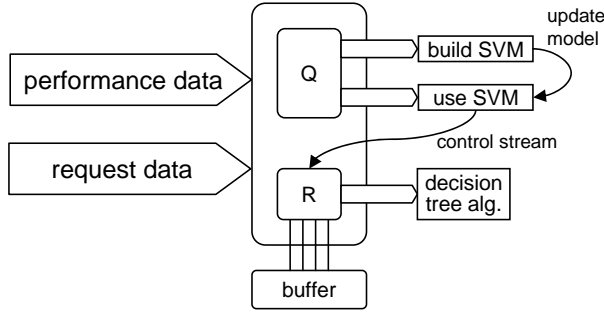 update
model
build SVM
Q
performance data
use SVM
control stream
request data
R
decision
tree alg.
buffer